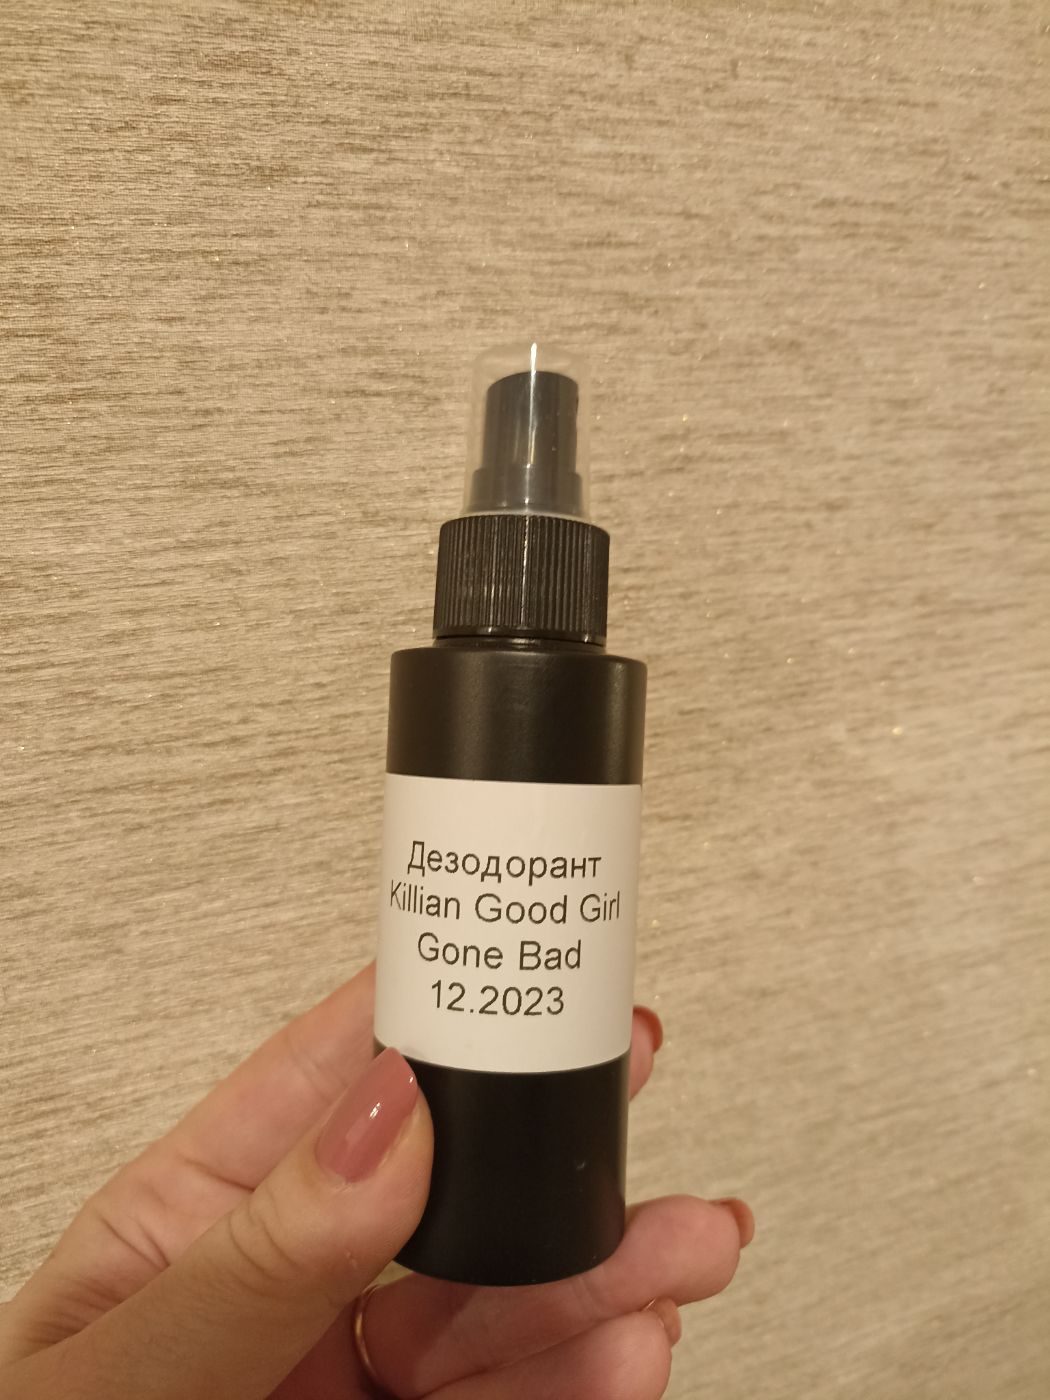 Дезодорант
Killian Good Girl
Gone Bad
12.2023